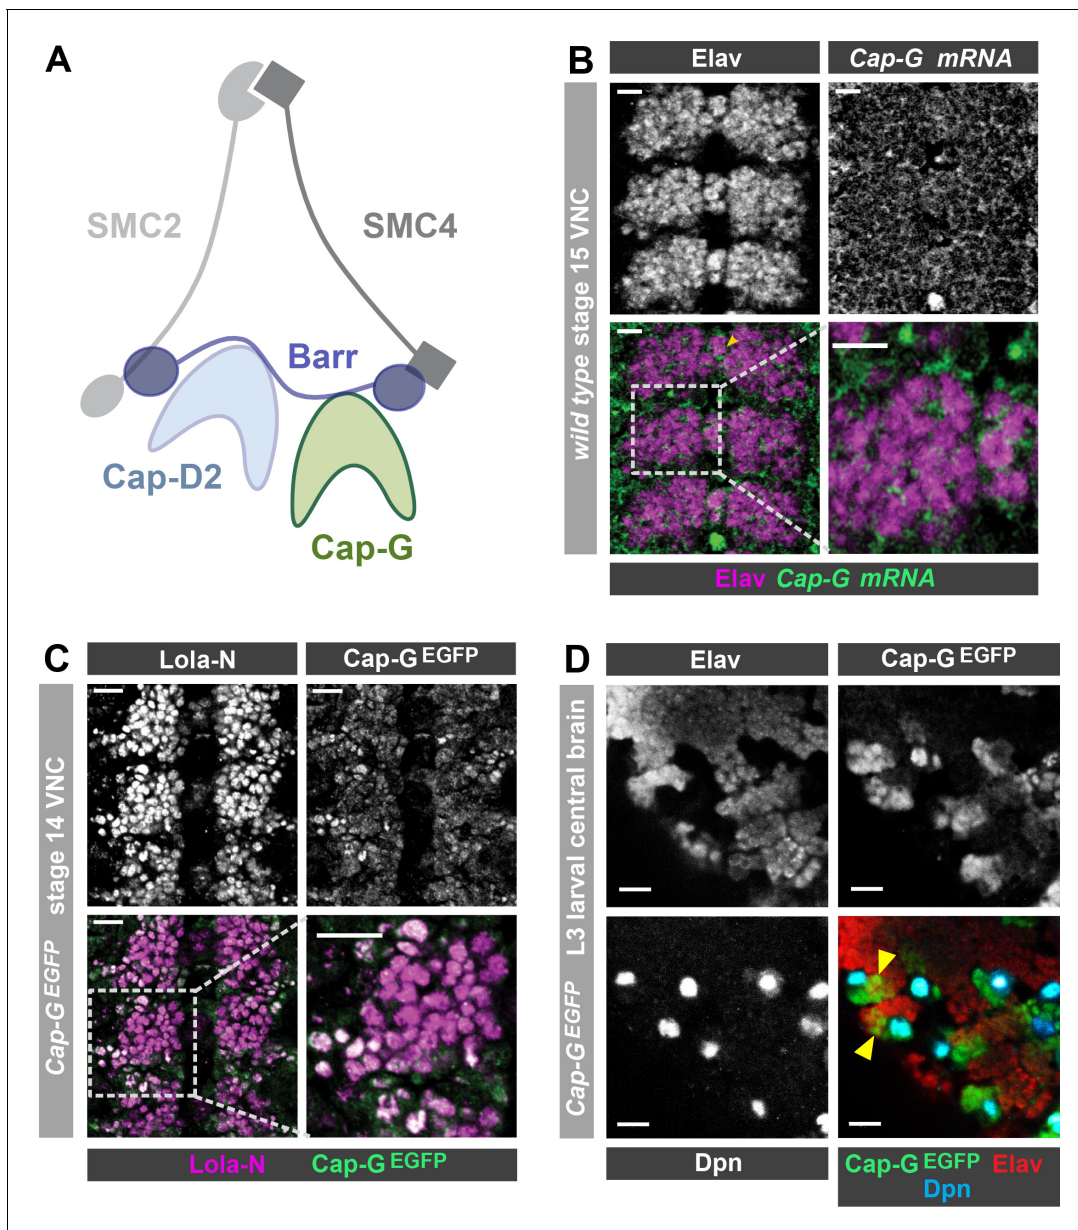 A
SMC2
SMC4
Barr
Cap-D2
Cap-G
B
Elav
Cap-G mRNA
wild type stage 15 VNC
Elav Cap-G mRNA
C
Lola-N
Cap-G EGFP
Cap-G EGFP stage 14 VNC
Lola-N Cap-G EGFP
D
Elav
Cap-G EGFP
Cap-G EGFP L3 larval central brain
Dpn
Cap-G EGFP Elav
Dpn